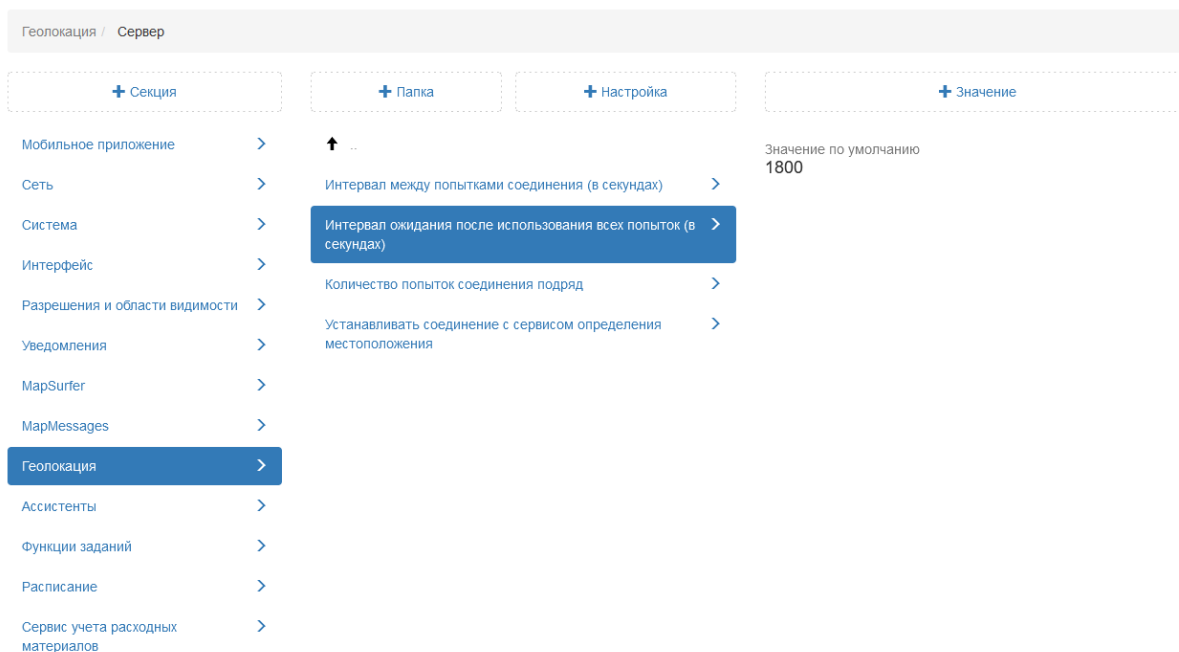 Геолокация / Сервер
+ Секция
+ Папка
+ Настройка
+ Значение
Мобильное приложение
Сеть
Система
Интерфейс
Разрешения и области видимости
Уведомления
MapSurfer
MapMessages
Геолокация
Ассистенты
Функции заданий
Расписание
Сервис учета расходных
материалов
..
Интервал между попытками соединения (в секундах)
Интервал ожидания после использования всех попыток (в
секундах)
Количество попыток соединения подряд
Устанавливать соединение с сервисом определения
местоположения
Значение по умолчанию
1800